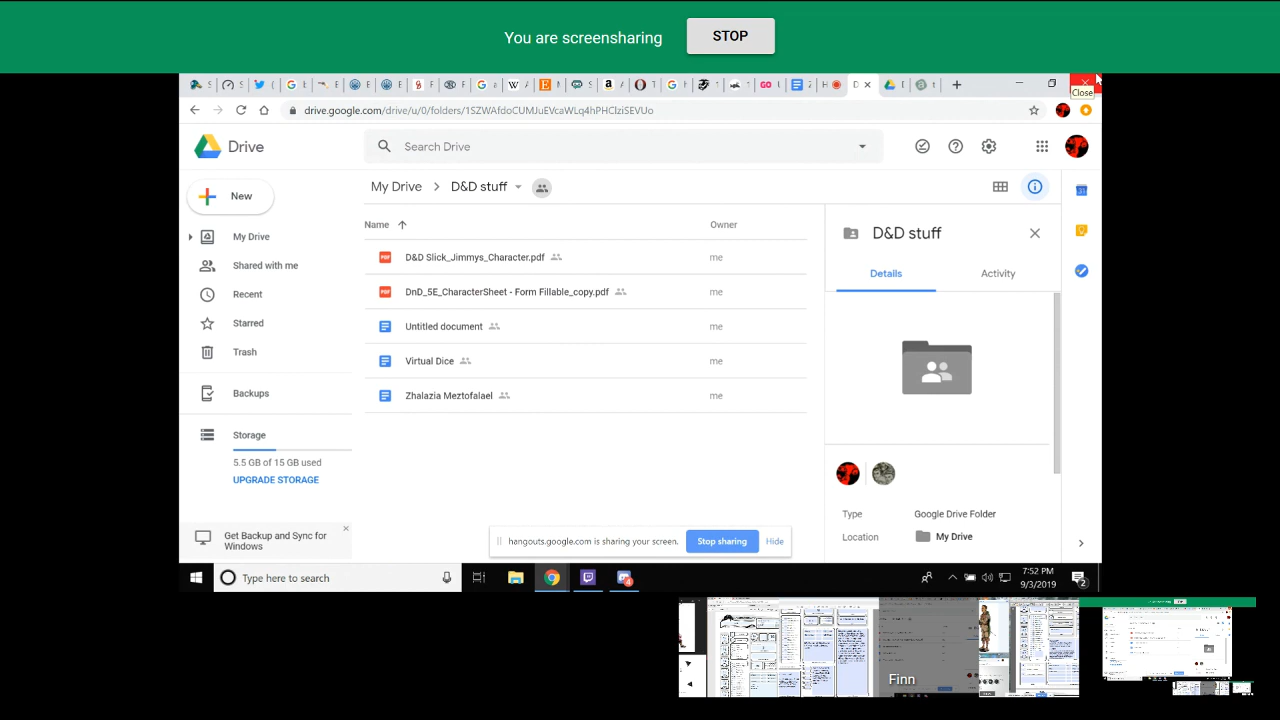 You are screensharing STOP
Close
drive.google.com/drive/u/0/folders/1SZWAfdoCUMJuEVcaWLq4hPHClziSEVUo
Drive
Search Drive
My Drive D&D stuff
New
My Drive
Shared with me
Recent
Starred
Trash
Backups
Storage
5.5 GB of 15 GB used
UPGRADE STORAGE
Get Backup and Sync for
Windows
Name Owner
D&D Slick_Jimmys_Character.pdf me
DnD_5E_CharacterSheet - Form Fillable_copy.pdf me
Untitled document me
Virtual Dice me
Zhalazia Meztofalael me
D&D stuff
Details Activity
Type Google Drive Folder
Location My Drive
hangouts.google.com is sharing your screen. Stop sharing Hide
Type here to search
7:52 PM
9/3/2019
2
Finn